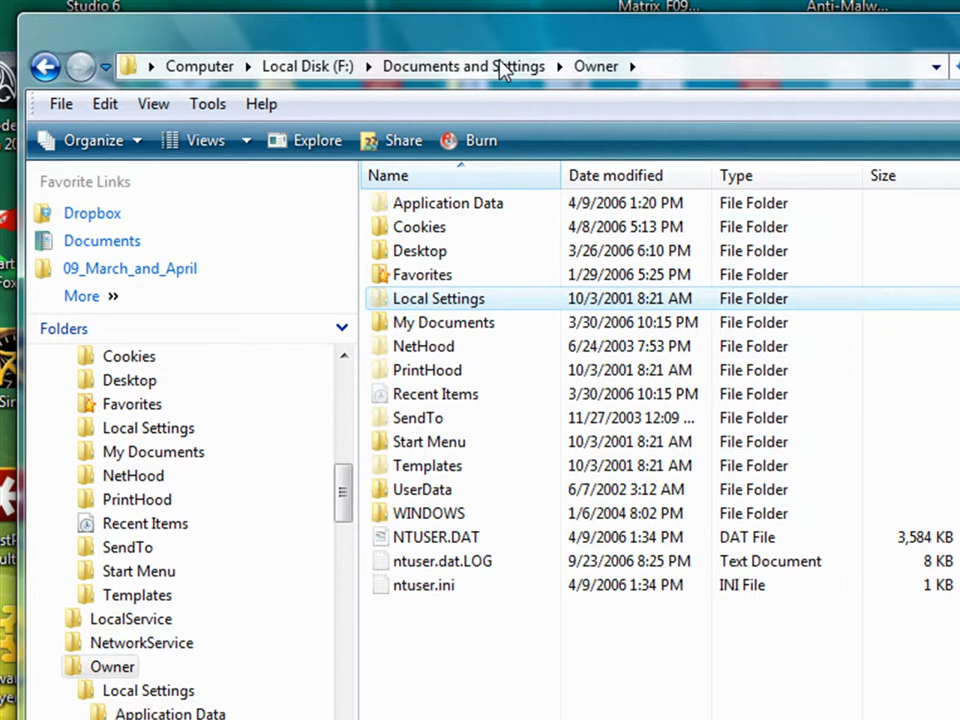 Studio 6 Matrix_F09... Anti-Malw...
Computer Local Disk (F:) Documents and Settings Owner
File Edit View Tools Help
Organize Views Explore Share Burn
Favorite Links
Dropbox
Documents
09_March_and_April
More »
Folders
Cookies
Desktop
Favorites
Local Settings
My Documents
NetHood
PrintHood
Recent Items
SendTo
Start Menu
Templates
LocalService
NetworkService
Owner
Local Settings
Application Data
Name Date modified Type Size
Application Data 4/9/2006 1:20 PM File Folder
Cookies 4/8/2006 5:13 PM File Folder
Desktop 3/26/2006 6:10 PM File Folder
Favorites 1/29/2006 5:25 PM File Folder
Local Settings 10/3/2001 8:21 AM File Folder
My Documents 3/30/2006 10:15 PM File Folder
NetHood 6/24/2003 7:53 PM File Folder
PrintHood 10/3/2001 8:21 AM File Folder
Recent Items 3/30/2006 10:15 PM File Folder
SendTo 11/27/2003 12:09 ... File Folder
Start Menu 10/3/2001 8:21 AM File Folder
Templates 10/3/2001 8:21 AM File Folder
UserData 6/7/2002 3:12 AM File Folder
WINDOWS 1/6/2004 8:02 PM File Folder
NTUSER.DAT 4/9/2006 1:34 PM DAT File 3,584 KB
ntuser.dat.LOG 9/23/2006 8:25 PM Text Document 8 KB
ntuser.ini 4/9/2006 1:34 PM INI File 1 KB